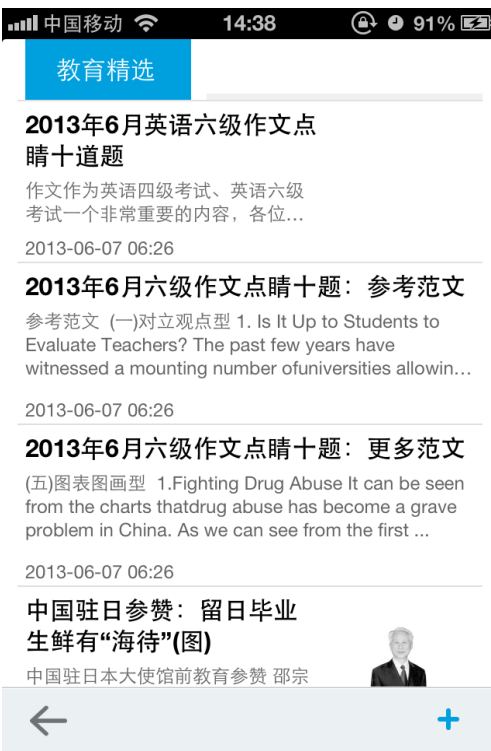 中国移动 14:38 91%
教育精选
2013年6月英语六级作文点
睛十道题
作文作为英语四级考试、英语六级
考试一个非常重要的内容，各位...
2013-06-07 06:26
2013年6月六级作文点睛十题：参考范文
参考范文 (一)对立观点型 1. Is It Up to Students to
Evaluate Teachers? The past few years have
witnessed a mounting number ofuniversities allowin...
2013-06-07 06:26
2013年6月六级作文点睛十题：更多范文
(五)图表图画型 1.Fighting Drug Abuse It can be seen
from the charts thatdrug abuse has become a grave
problem in China. As we can see from the first ...
2013-06-07 06:26
中国驻日参赞：留日毕业
生鲜有“海待”(图)
中国驻日本大使馆前教育参赞 邵宗